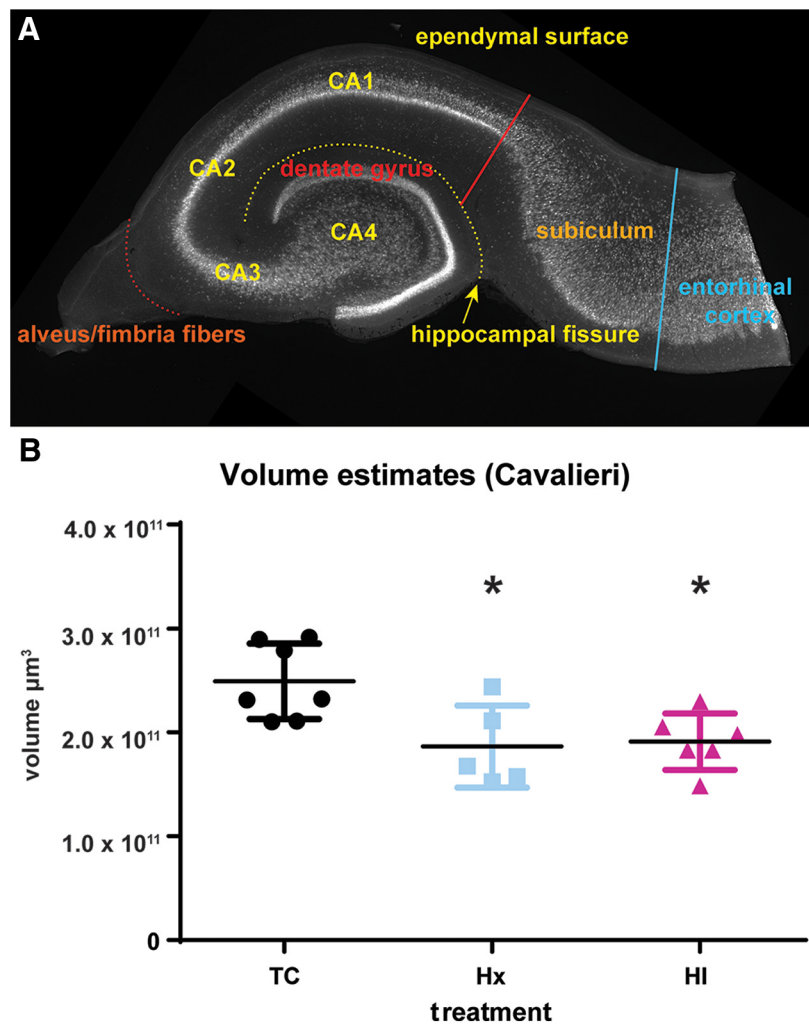 A
ependymal surface
CA1
CA2
dentate gyrus
CA4
subiculum
CA3
entorhinal
cortex
alveus/fimbria fibers
hippocampal fissure
B
Volume estimates (Cavalieri)
4.0 x 10¹¹
3.0 x 10¹¹
2.0 x 10¹¹
1.0 x 10¹¹
0
volume µm³
*
*
TC
Hx
HI
treatment